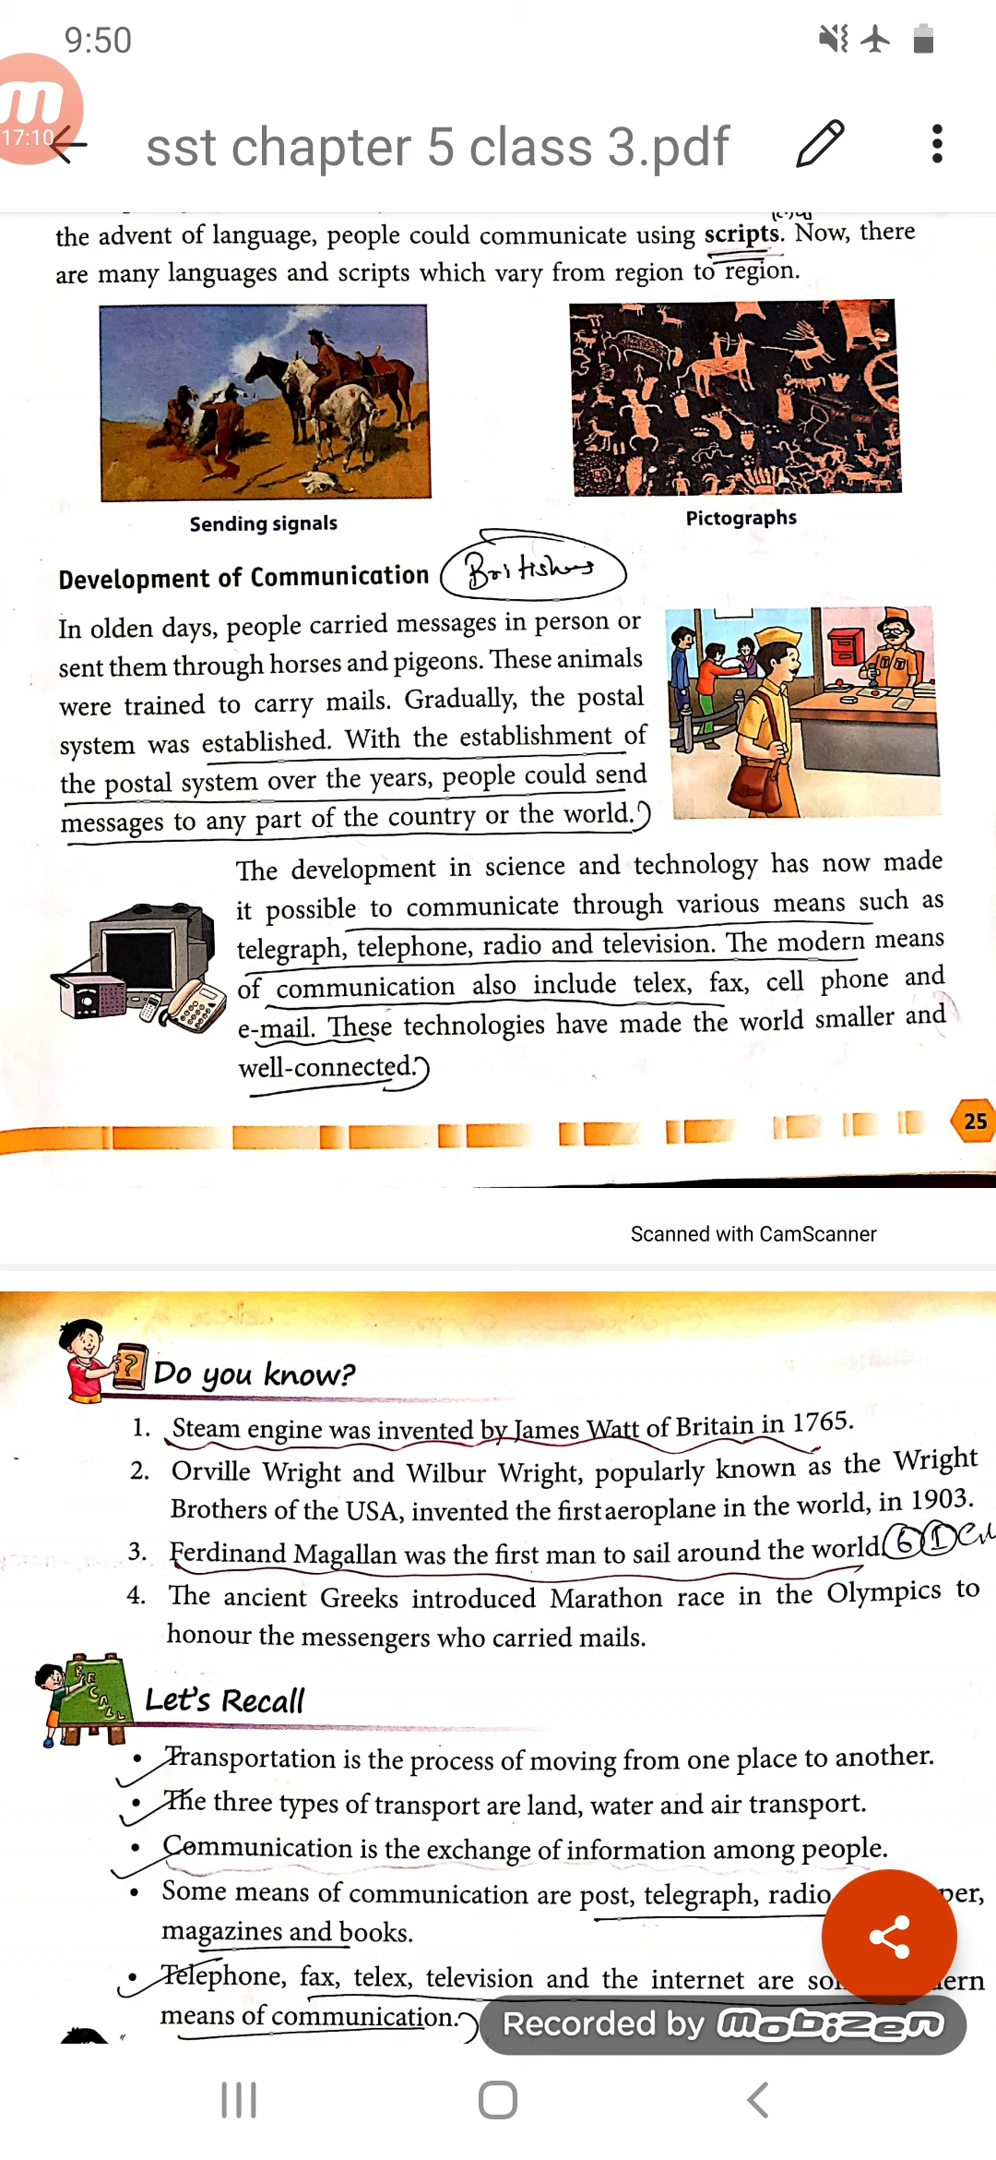 9:50
17:10
sst chapter 5 class 3.pdf
the advent of language, people could communicate using scripts. Now, there
are many languages and scripts which vary from region to region.
Sending signals
Pictographs
Development of Communication
Britishers
In olden days, people carried messages in person or
sent them through horses and pigeons. These animals
were trained to carry mails. Gradually, the postal
system was established. With the establishment of
the postal system over the years, people could send
messages to any part of the country or the world.
The development in science and technology has now made
it possible to communicate through various means such as
telegraph, telephone, radio and television. The modern means
of communication also include telex, fax, cell phone and
e-mail. These technologies have made the world smaller and
well-connected.
25
Scanned with CamScanner
Do you know?
1. Steam engine was invented by James Watt of Britain in 1765.
2. Orville Wright and Wilbur Wright, popularly known as the Wright
Brothers of the USA, invented the first aeroplane in the world, in 1903.
3. Ferdinand Magallan was the first man to sail around the world.
4. The ancient Greeks introduced Marathon race in the Olympics to
honour the messengers who carried mails.
RECALL
Let's Recall
• Transportation is the process of moving from one place to another.
• The three types of transport are land, water and air transport.
• Communication is the exchange of information among people.
• Some means of communication are post, telegraph, radio per,
magazines and books.
• Telephone, fax, telex, television and the internet are so ern
means of communication.
Recorded by mobizen